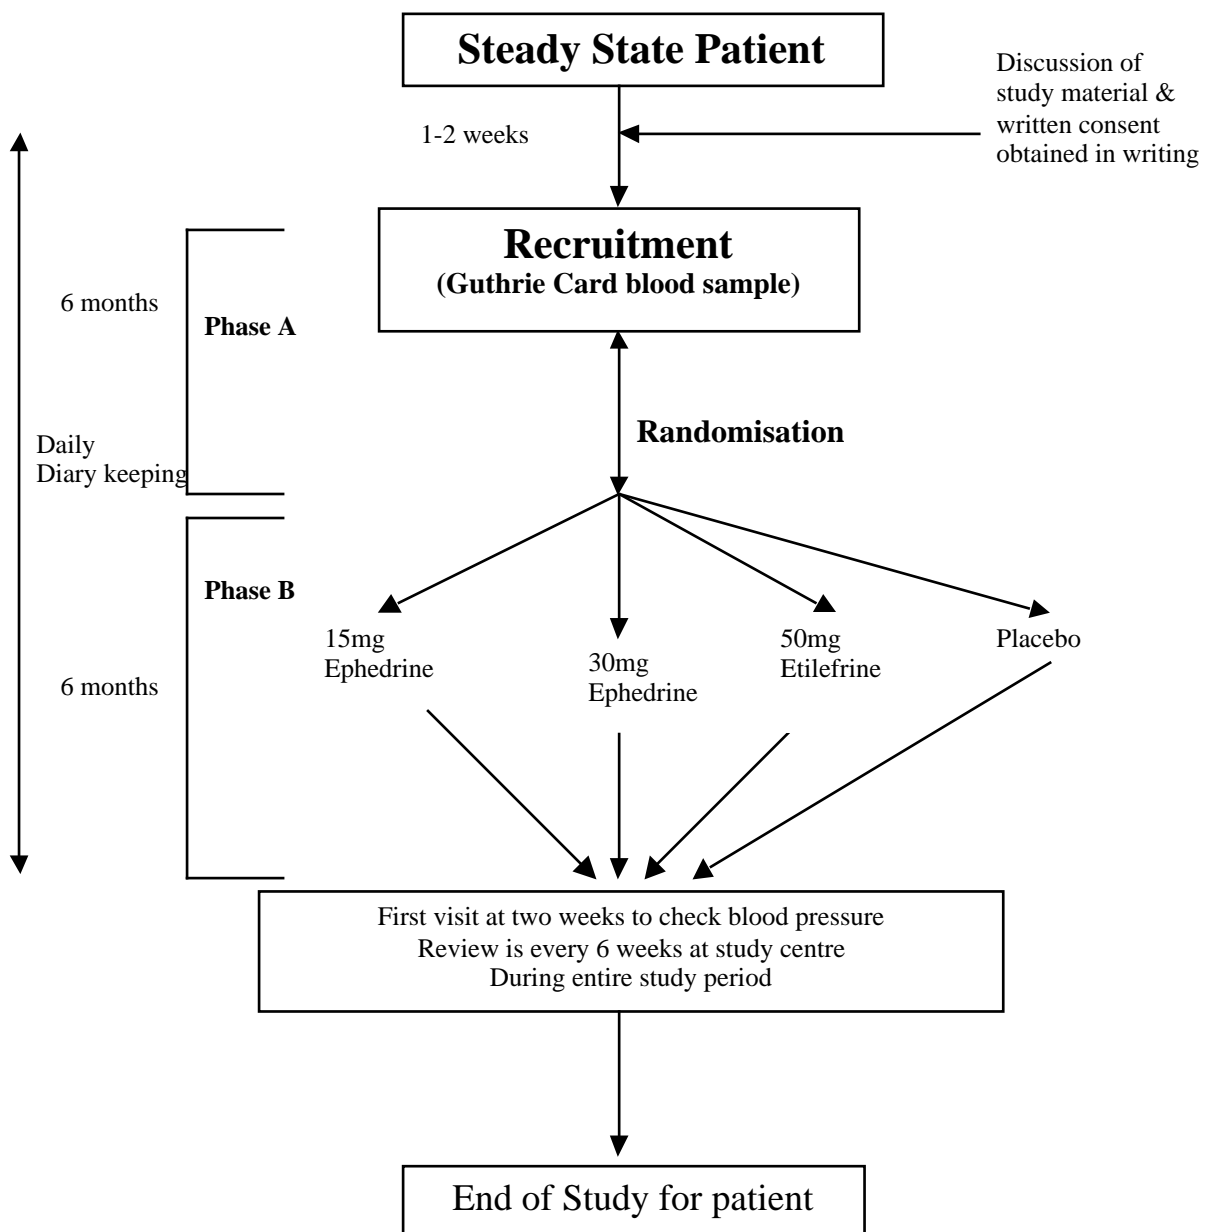 Steady State Patient
Discussion of
study material &
written consent
obtained in writing
1-2 weeks
Recruitment
(Guthrie Card blood sample)
6 months
Phase A
Randomisation
Daily
Diary keeping
Phase B
15mg
Ephedrine
30mg
Ephedrine
50mg
Etilefrine
Placebo
6 months
First visit at two weeks to check blood pressure
Review is every 6 weeks at study centre
During entire study period
End of Study for patient